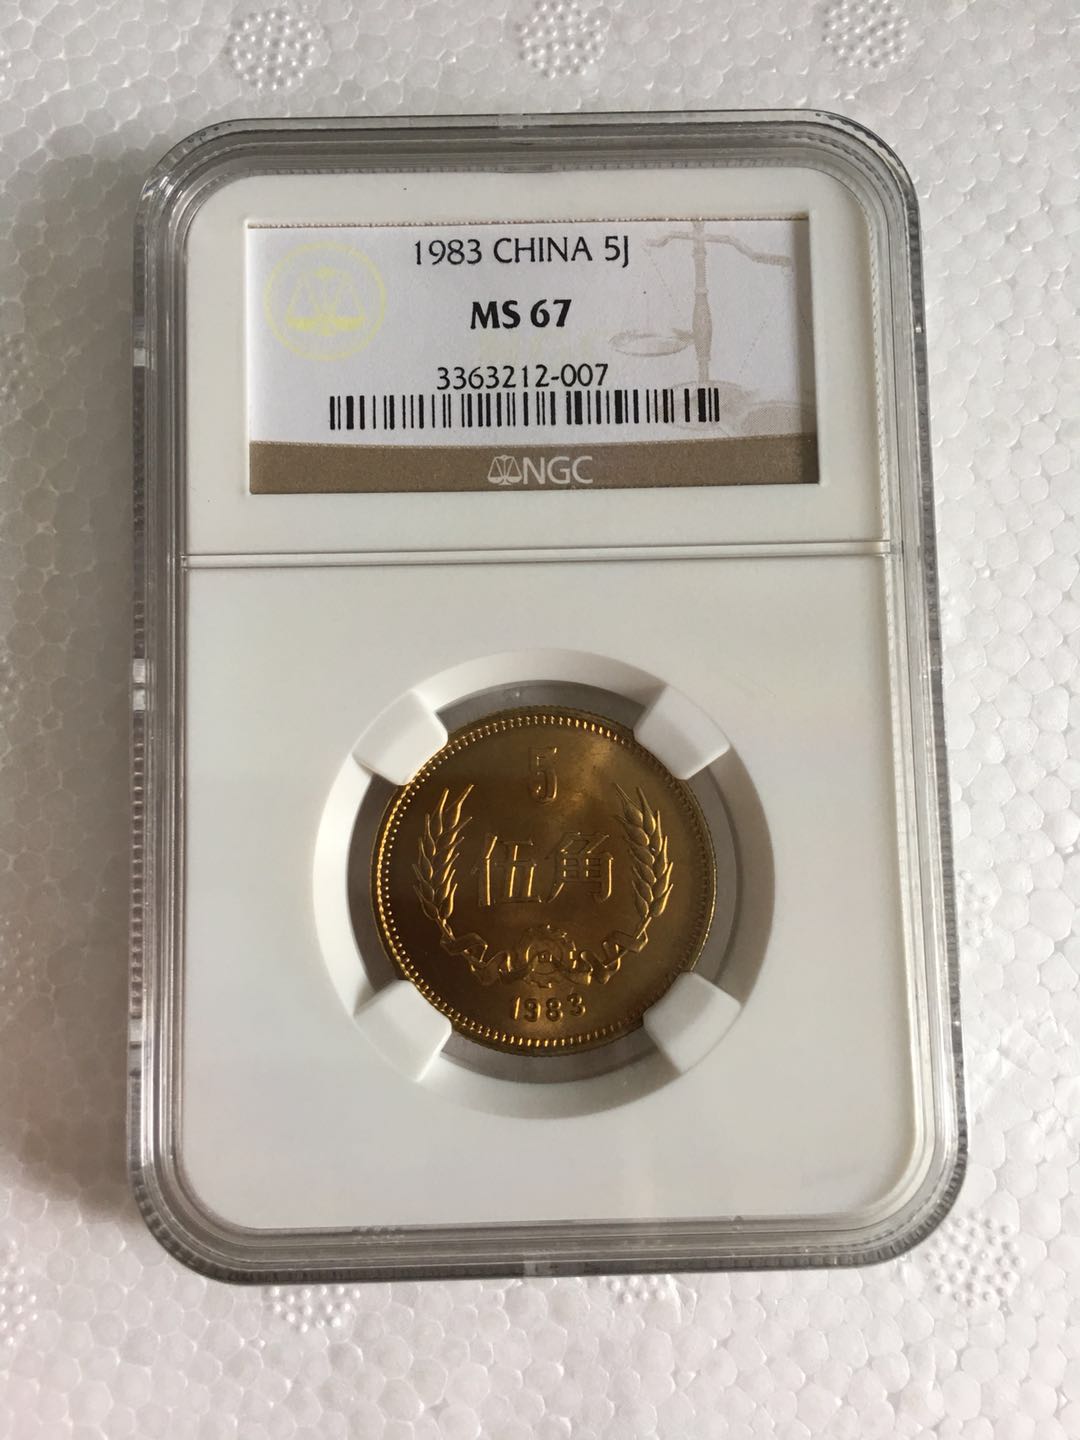 1983 CHINA 5J
MS 67
3363212-007
NGC
5
伍角
1983